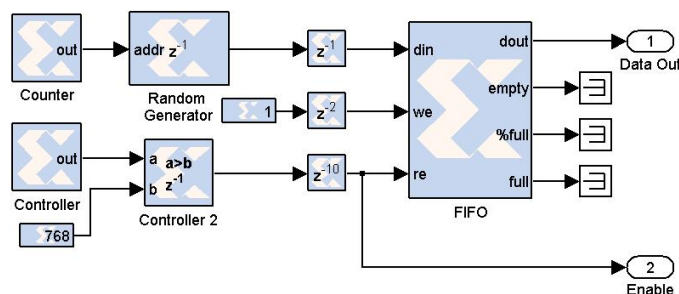 out
Counter
addr z-1
Random
Generator
z-1
1
z-2
din
we
re
dout
empty
%full
full
FIFO
1
Data Out
out
Controller
768
a
b
a>b
z-1
Controller 2
z-10
2
Enable